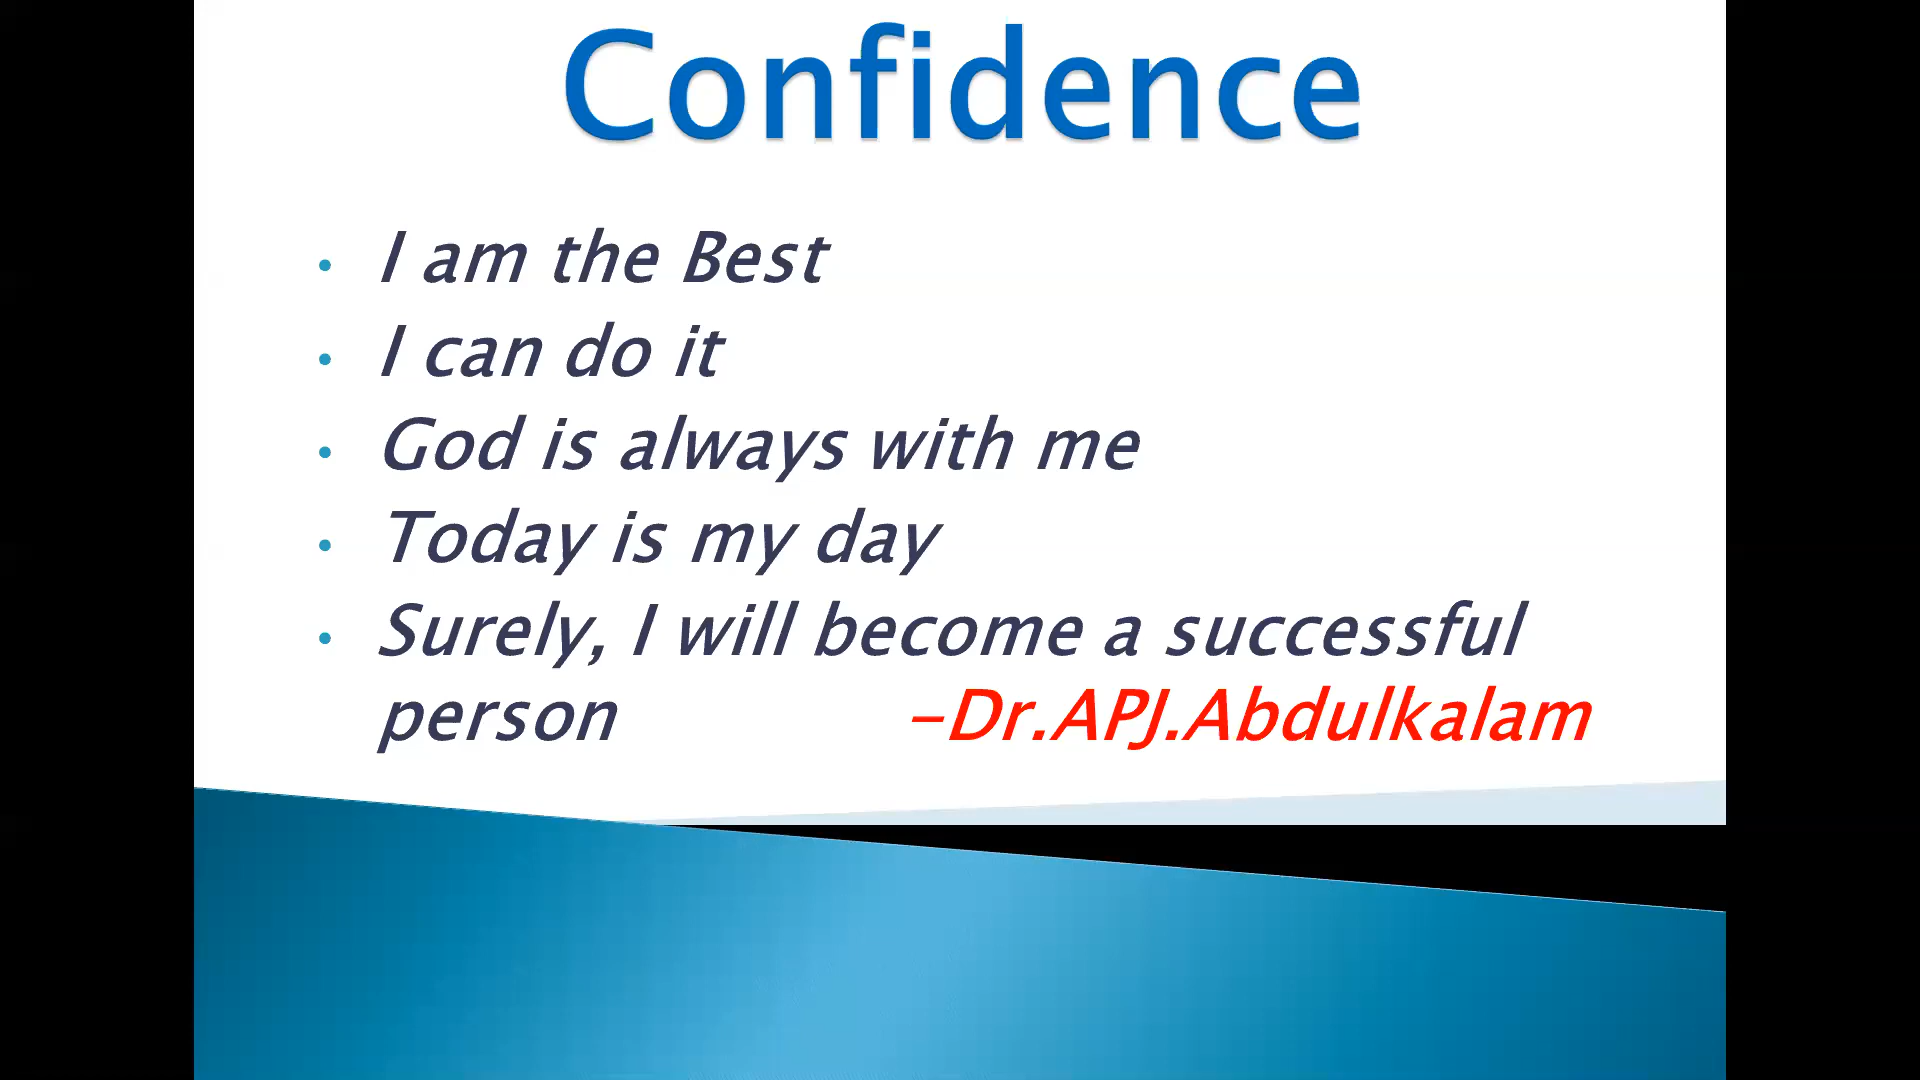 Confidence
• I am the Best
• I can do it
• God is always with me
• Today is my day
• Surely, I will become a successful
person –Dr.APJ.Abdulkalam